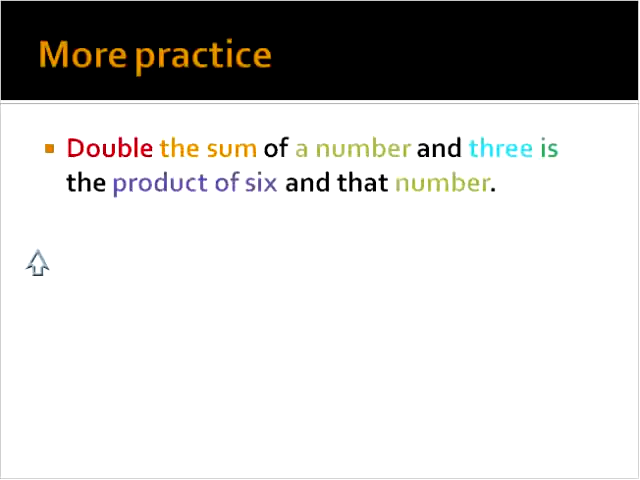 More practice
Double the sum of a number and three is
the product of six and that number.